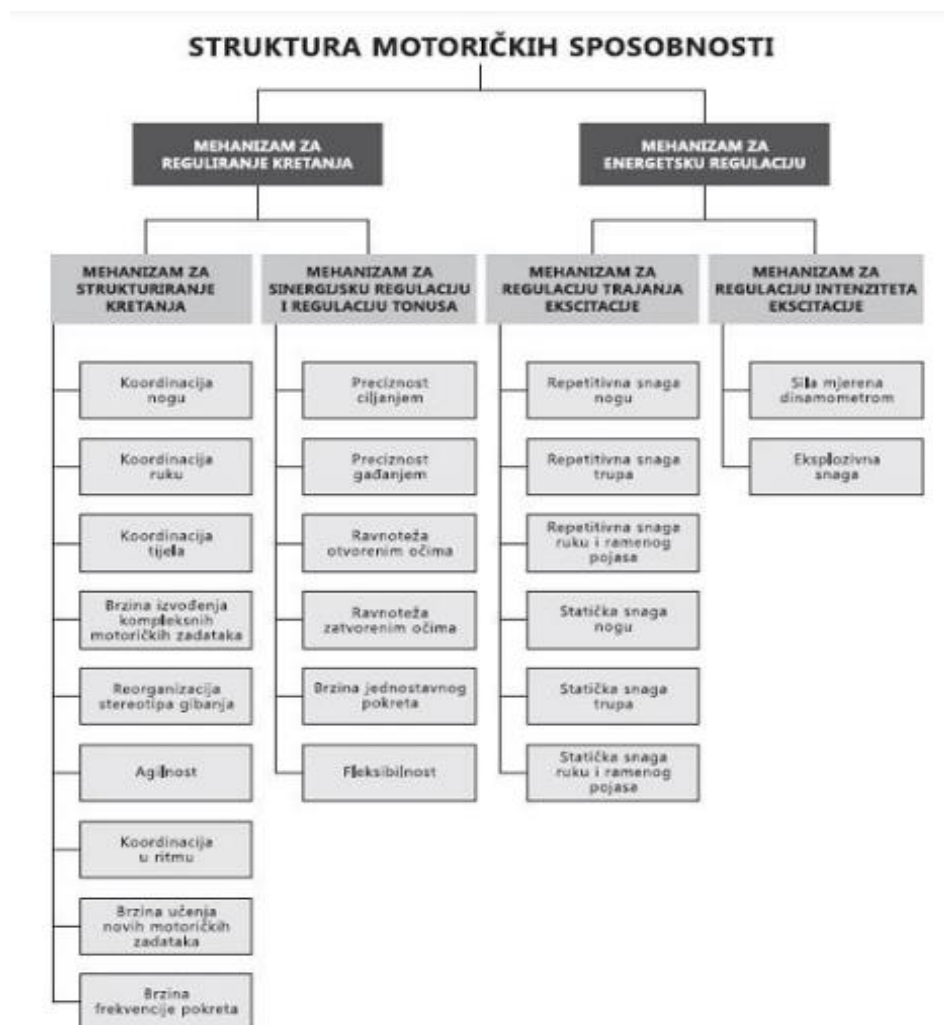 STRUKTURA MOTORIČKIH SPOSOBNOSTI
MEHANIZAM ZA
REGULIRANJE KRETANJA
MEHANIZAM ZA
ENERGETSKU REGULACIJU
MEHANIZAM ZA
STRUKTURIRANJE
KRETANJA
MEHANIZAM ZA
SINERGIJSKU REGULACIJU
I REGULACIJU TONUSA
MEHANIZAM ZA
REGULACIJU TRAJANJA
EKSCITACIJE
MEHANIZAM ZA
REGULACIJU INTENZITETA
EKSCITACIJE
Koordinacija
nogu
Koordinacija
ruku
Koordinacija
tijela
Brzina izvođenja
kompleksnih
motoričkih zadataka
Reorganizacija
stereotipa gibanja
Agilnost
Koordinacija
u ritmu
Brzina učenja
novih motoričkih
zadataka
Brzina
frekvencije pokreta
Preciznost
ciljanjem
Preciznost
gađanjem
Ravnoteža
otvorenim očima
Ravnoteža
zatvorenim očima
Brzina jednostavnog
pokreta
Fleksibilnost
Repetitivna snaga
nogu
Repetitivna snaga
trupa
Repetitivna snaga
ruku i ramenog
pojasa
Statička snaga
nogu
Statička snaga
trupa
Statička snaga
ruku i ramenog
pojasa
Sila mjerena
dinamometrom
Eksplozivna
snaga